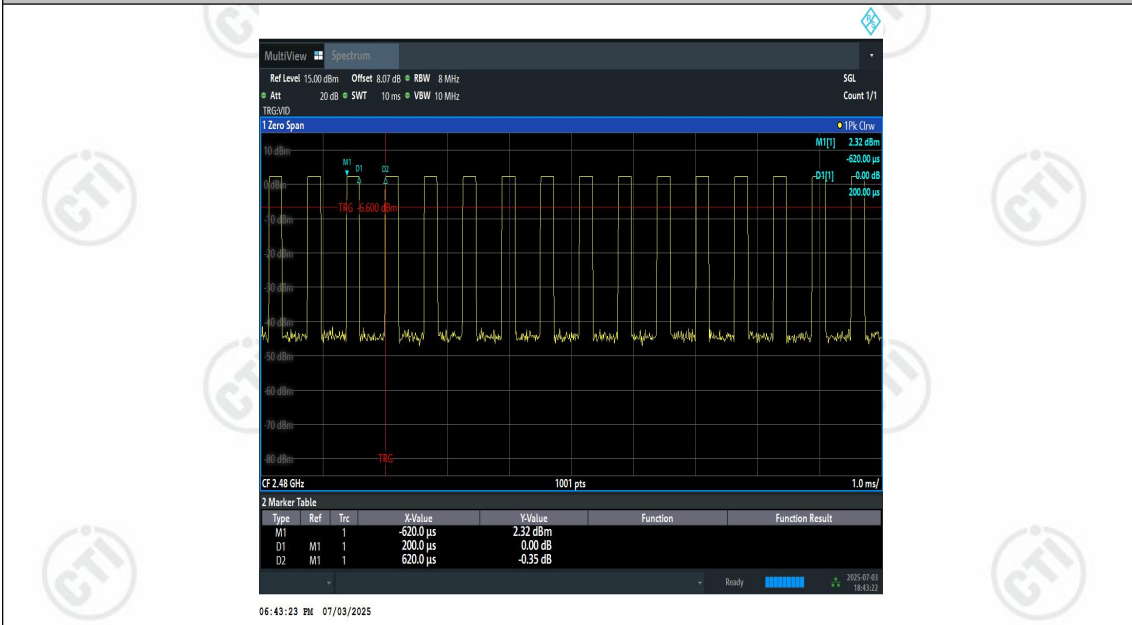 R&S
MultiView Spectrum
Ref Level 15.00 dBm Offset 8.07 dB RBW 8 MHz SGL
Att 20 dB SWT 10 ms VBW 10 MHz Count 1/1
TRG:VID
1 Zero Span 1Pk Clrw
M1[1] 2.32 dBm
-620.00 µs
D1[1] -0.00 dB
200.00 µs
10 dBm
M1 D1 D2
0 dBm
TRG -6.600 dBm
-10 dBm
-20 dBm
-30 dBm
-40 dBm
-50 dBm
-60 dBm
-70 dBm
-80 dBm
TRG
CF 2.48 GHz 1001 pts 1.0 ms/
2 Marker Table
Type Ref Trc X-Value Y-Value Function Function Result
M1 1 -620.0 µs 2.32 dBm
D1 M1 1 200.0 µs 0.00 dB
D2 M1 1 620.0 µs -0.35 dB
Ready 2025-07-03
18:43:22
06:43:23 PM 07/03/2025
CTI
CTI
CTI
CTI
CTI
CTI